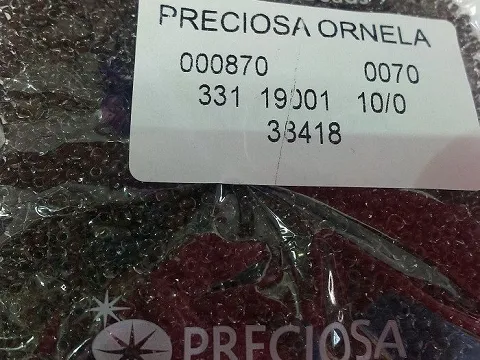 PRECIOSA ORNELA
000870 0070
331 19001 10/0
38418
PRECIOSA